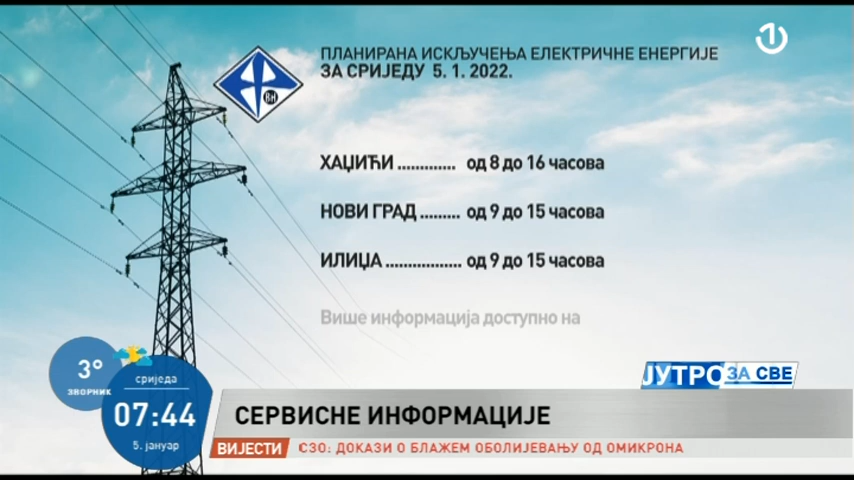 ПЛАНИРАНА ИСКЉУЧЕЊА ЕЛЕКТРИЧНЕ ЕНЕРГИЈЕ
ЗА СРИЈЕДУ 5. 1. 2022.
ХАЏИЋИ ............. од 8 до 16 часова
НОВИ ГРАД ......... од 9 до 15 часова
ИЛИЏА ................. од 9 до 15 часова
Више информација доступно на
3°
ЗВОРНИК
сриједа
07:44
5. јануар
ЈУТРО ЗА СВЕ
СЕРВИСНЕ ИНФОРМАЦИЈЕ
ВИЈЕСТИ СЗО: ДОКАЗИ О БЛАЖЕМ ОБОЛИЈЕВАЊУ ОД ОМИКРОНА